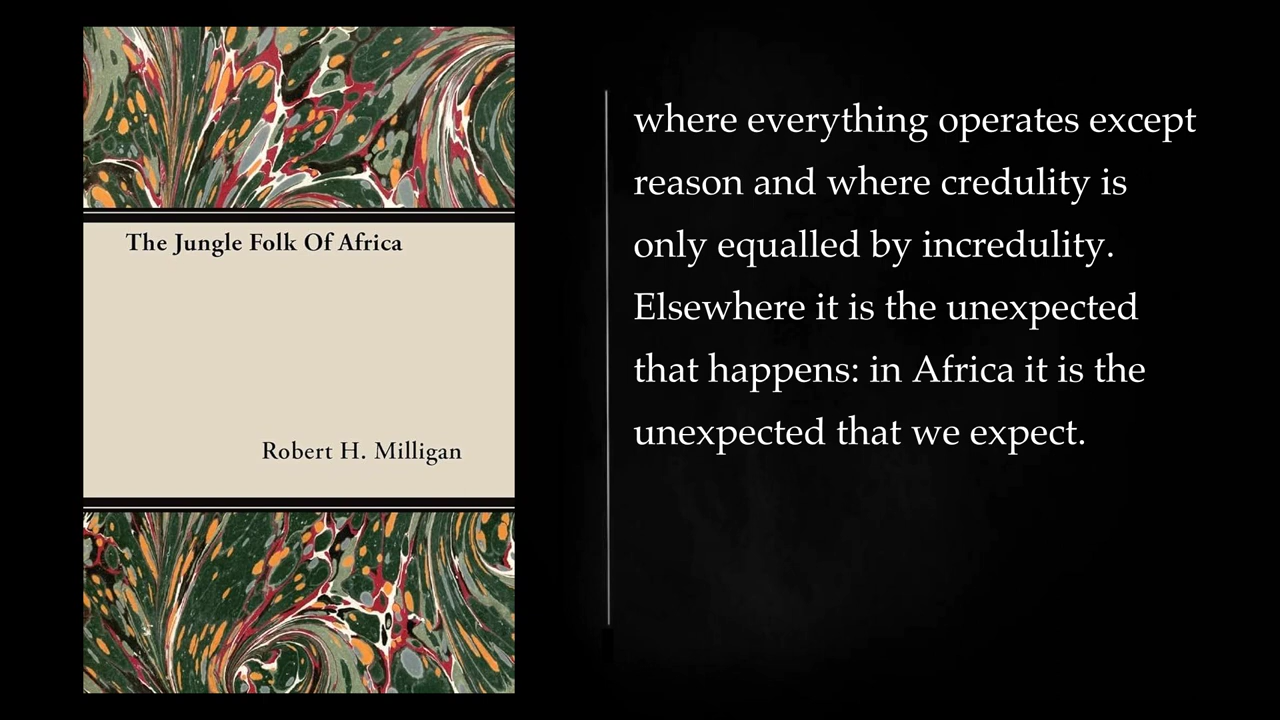 The Jungle Folk Of Africa
Robert H. Milligan
where everything operates except
reason and where credulity is
only equalled by incredulity.
Elsewhere it is the unexpected
that happens: in Africa it is the
unexpected that we expect.